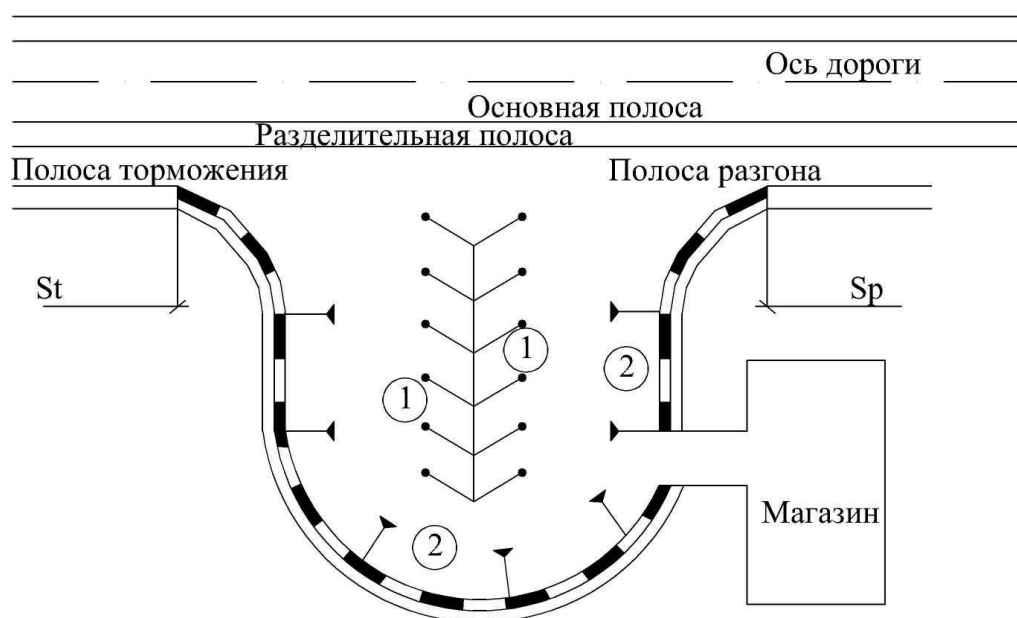 Ось дороги
Основная полоса
Разделительная полоса
Полоса торможения
Полоса разгона
St
Sp
1
2
1
Магазин
2